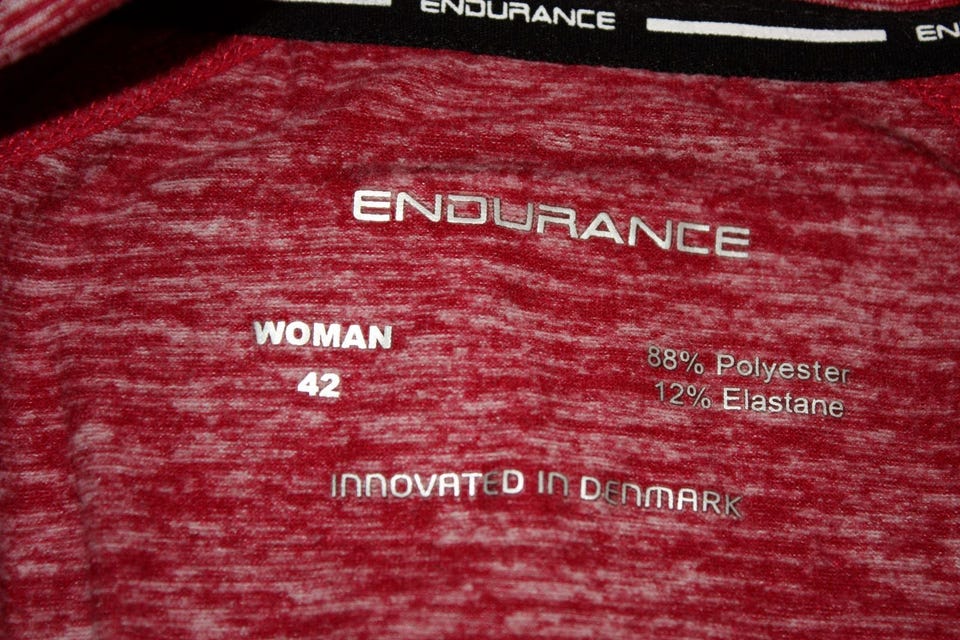 ENDURANCE
ENDURANCE
WOMAN
42
88% Polyester
12% Elastane
INNOVATED IN DENMARK